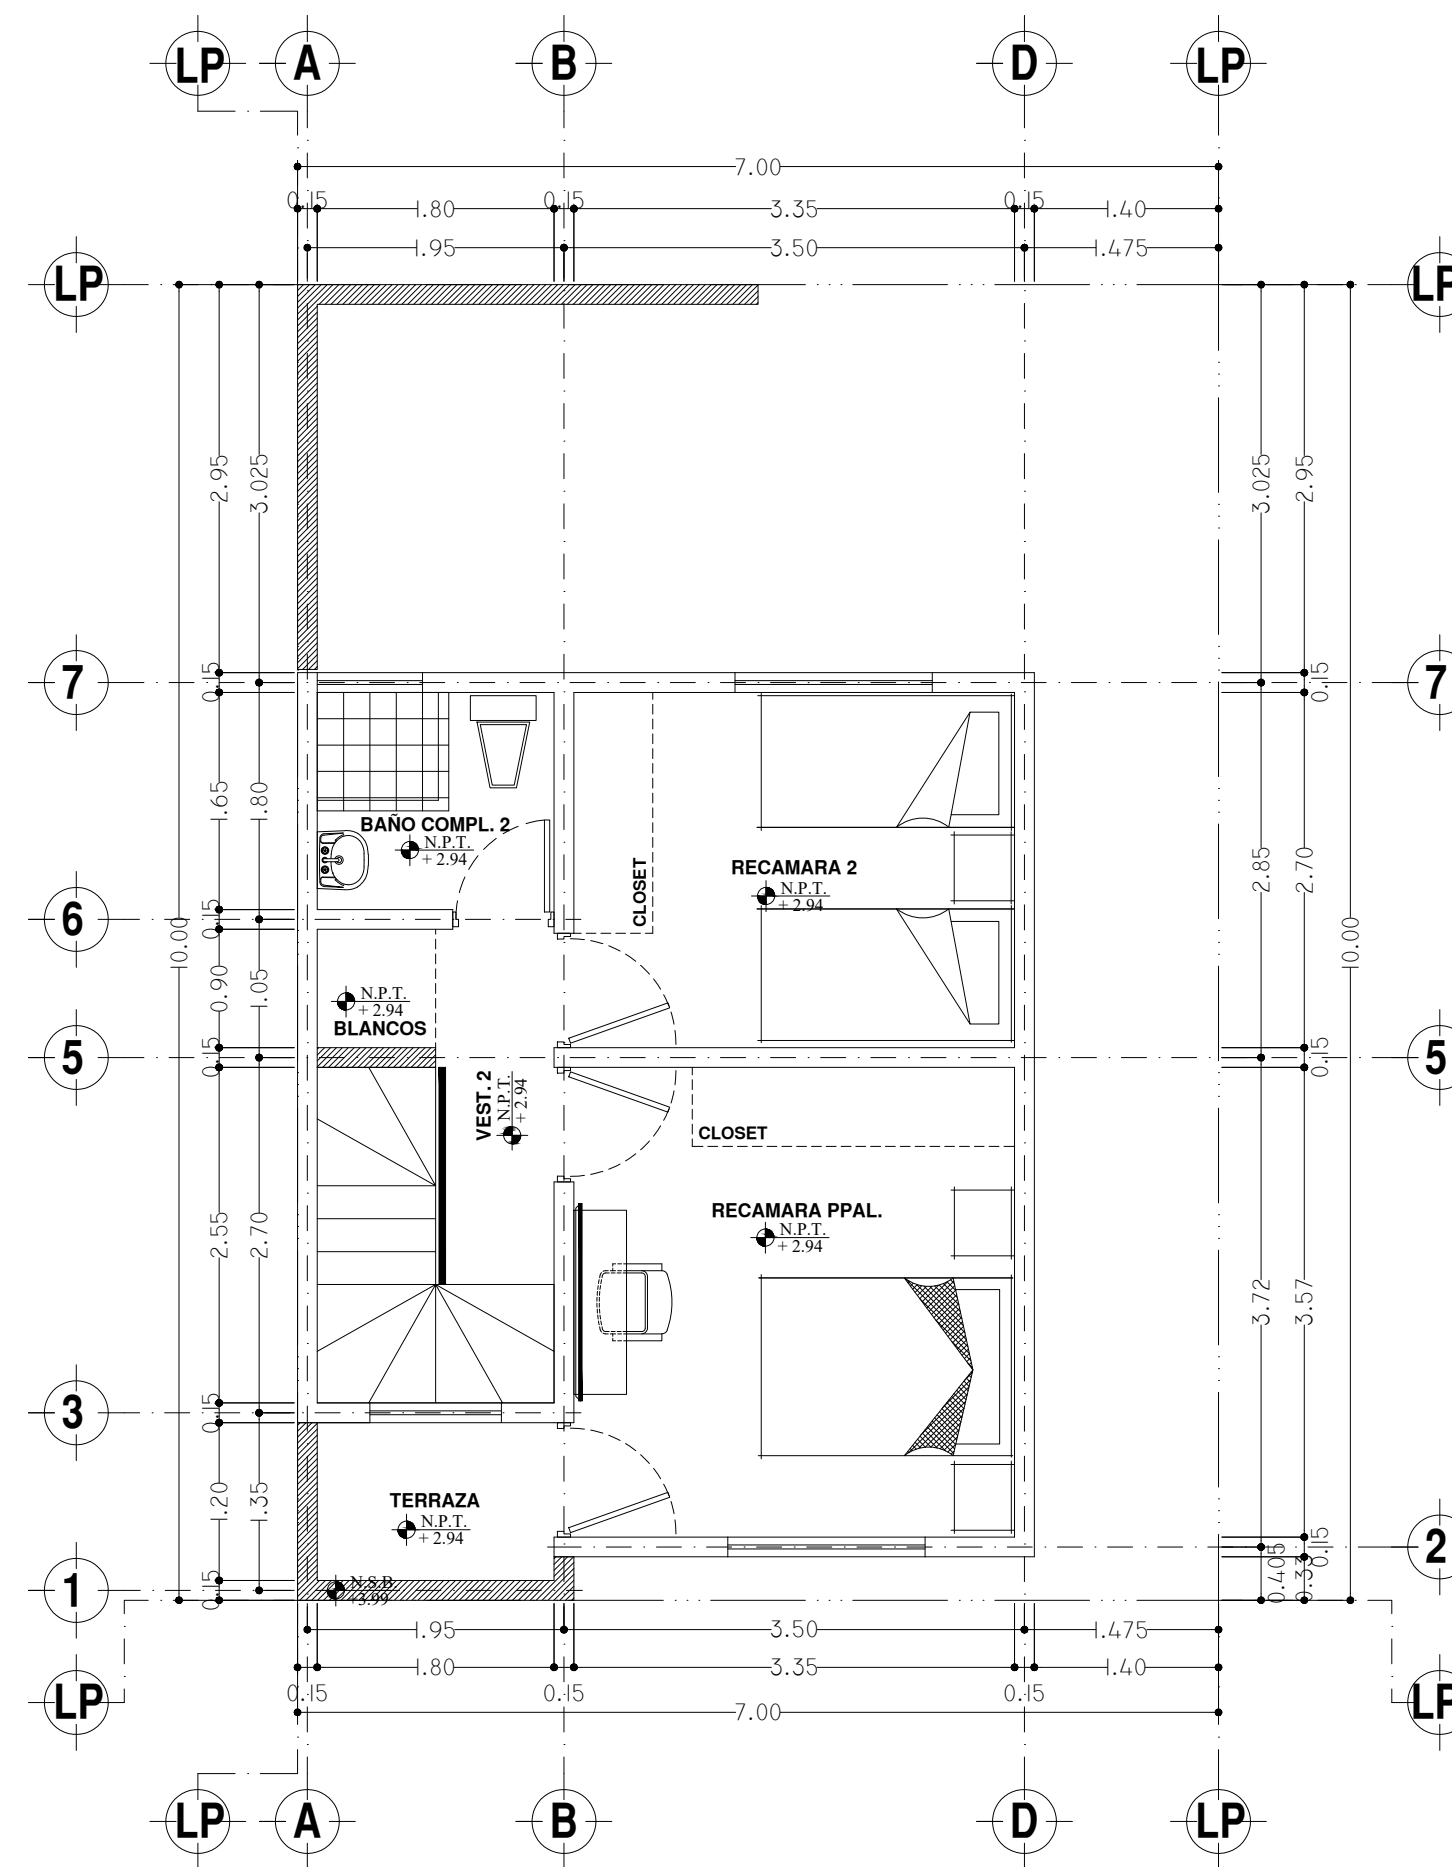 LP A B D LP
7.00
0.15 1.80 0.15 3.35 0.15 1.40
1.95 3.50 1.475
LP LP
2.95 3.025 3.025 2.95
7 0.15 0.15 7
1.65 1.80 2.85 2.70
BAÑO COMPL. 2
N.P.T.
+ 2.94
RECAMARA 2
N.P.T.
+ 2.94
CLOSET
6 0.15
10.00 10.00
0.90 1.05
N.P.T.
+ 2.94
BLANCOS
5 0.15 0.15 5
VEST. 2
N.P.T.
+ 2.94
CLOSET
RECAMARA PPAL.
N.P.T.
+ 2.94
2.55 2.70 3.72 3.57
3 0.15
1.20 1.35
TERRAZA
N.P.T.
+ 2.94
0.15 2
0.405 0.33
1 0.15
N.S.B.
+3.99
1.95 3.50 1.475
1.80 3.35 1.40
0.15 0.15 0.15
7.00
LP LP
LP A B D LP